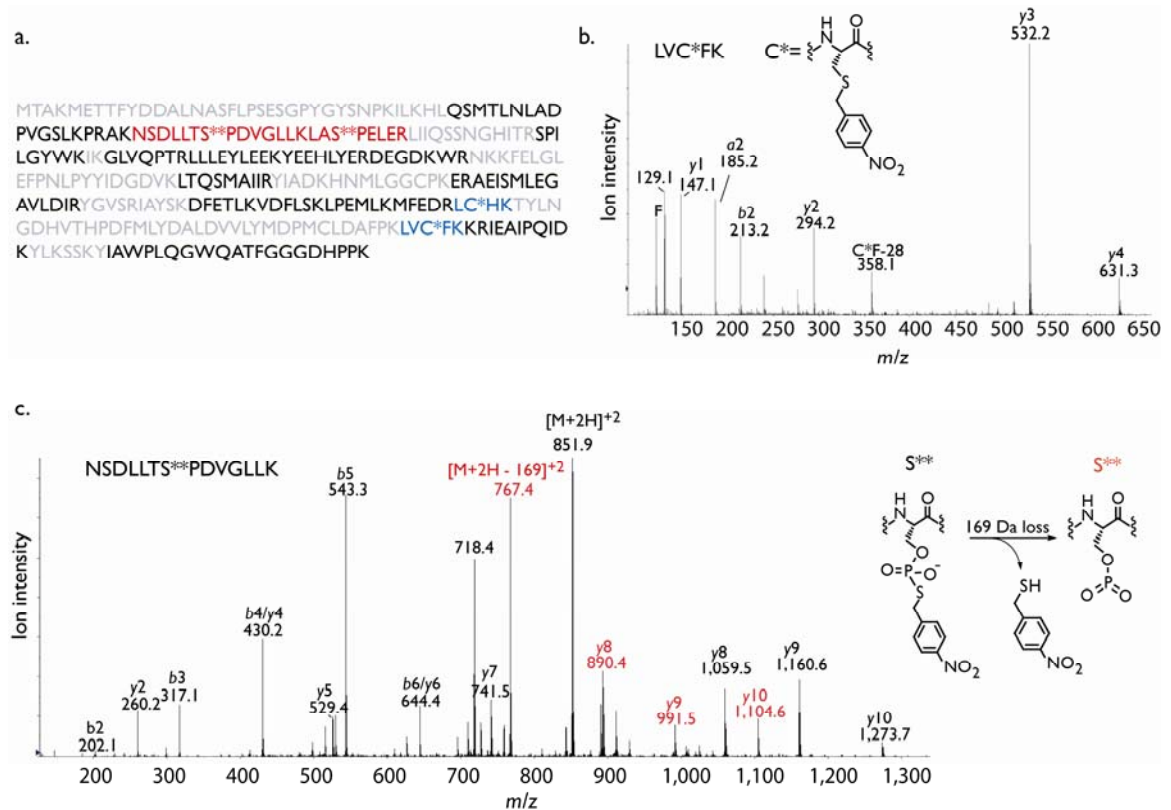 a.
MTAKMETTFYDDALNASFLPSESGPYGYSNPKILKHLQSMTLNLAD
PVGSLKPRAKNSDLLTS**PDVGLLKLAS**PELERLIIQSSNGHITRSPI
LGYWKIKGLVQPTRLLLEYLEEKYEEHLYERDEGDKWRNKKFELGL
EFPNLPYYIDGDVKLTQSMAIIRYIADKHNMLGGCPKERAEISMLEG
AVLDIRYGVSRIAYSKDFETLKVDFLSKLPEMLKMFEDRLC*HKTYLN
GDHVTHPDFMLYDALDVVLYMDPMCLDAFPKLVC*FKKRIEAIPQID
KYLKSSKYIAWPLQGWQATFGGGDHPPK
b.
LVC*FK
C*=
H
N
O
S
NO2
Ion intensity
y3
532.2
a2
185.2
y1
147.1
129.1
F
b2
213.2
y2
294.2
C*F-28
358.1
y4
631.3
150 200 250 300 350 400 450 500 550 600 650
m/z
c.
NSDLLTS**PDVGLLK
Ion intensity
[M+2H]+2
851.9
b5
543.3
[M+2H - 169]+2
767.4
718.4
b4/y4
430.2
b3
317.1
y2
260.2
b2
202.1
y5
529.4
b6/y6
644.4
y7
741.5
y8
890.4
y9
991.5
y8
1,059.5
y10
1,104.6
y9
1,160.6
y10
1,273.7
200 300 400 500 600 700 800 900 1,000 1,100 1,200 1,300
m/z
S**
H
N
O
O
O=P-O-
S
NO2
169 Da loss
SH
NO2
S**
H
N
O
O
P
O
O